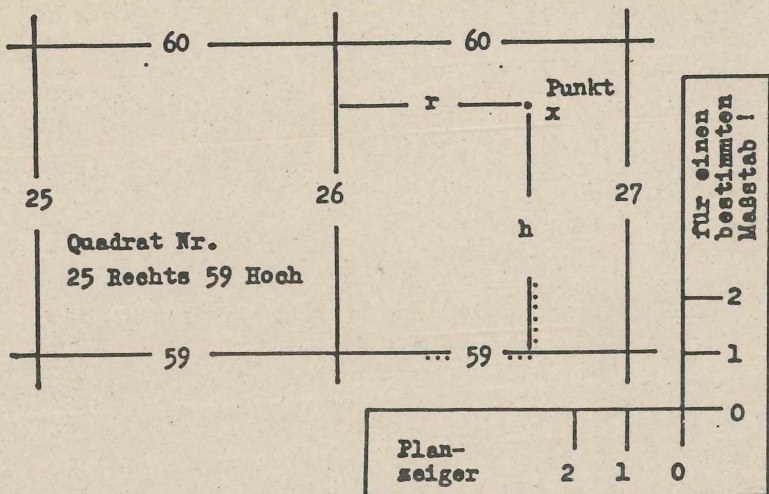 60 60
r
Punkt
x
25 26 27
h
Quadrat Nr.
25 Rechts 59 Hoch
59 59
für einen
bestimmten
Maßstab !
2
1
0
Plan-
zeiger
2 1 0